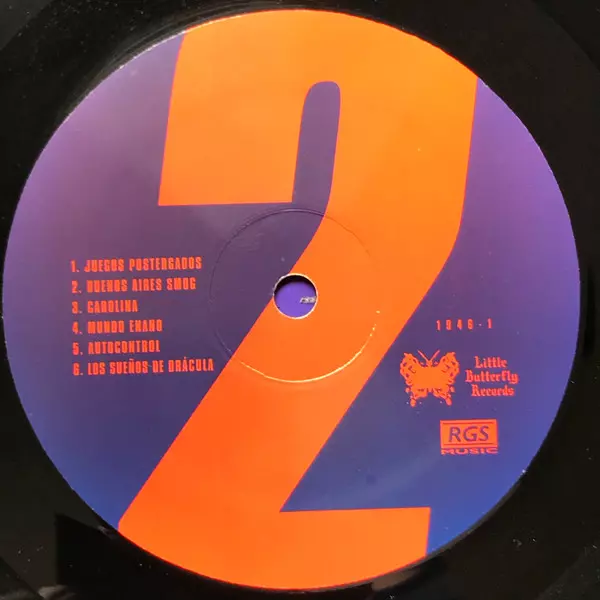 2
1. JUEGOS POSTERGADOS
2. BUENOS AIRES SMOG
3. CAROLINA
4. MUNDO ENANO
5. AUTOCONTROL
6. LOS SUEÑOS DE DRÁCULA
1946-1
Little
Butterfly
Records
RGS
MUSIC